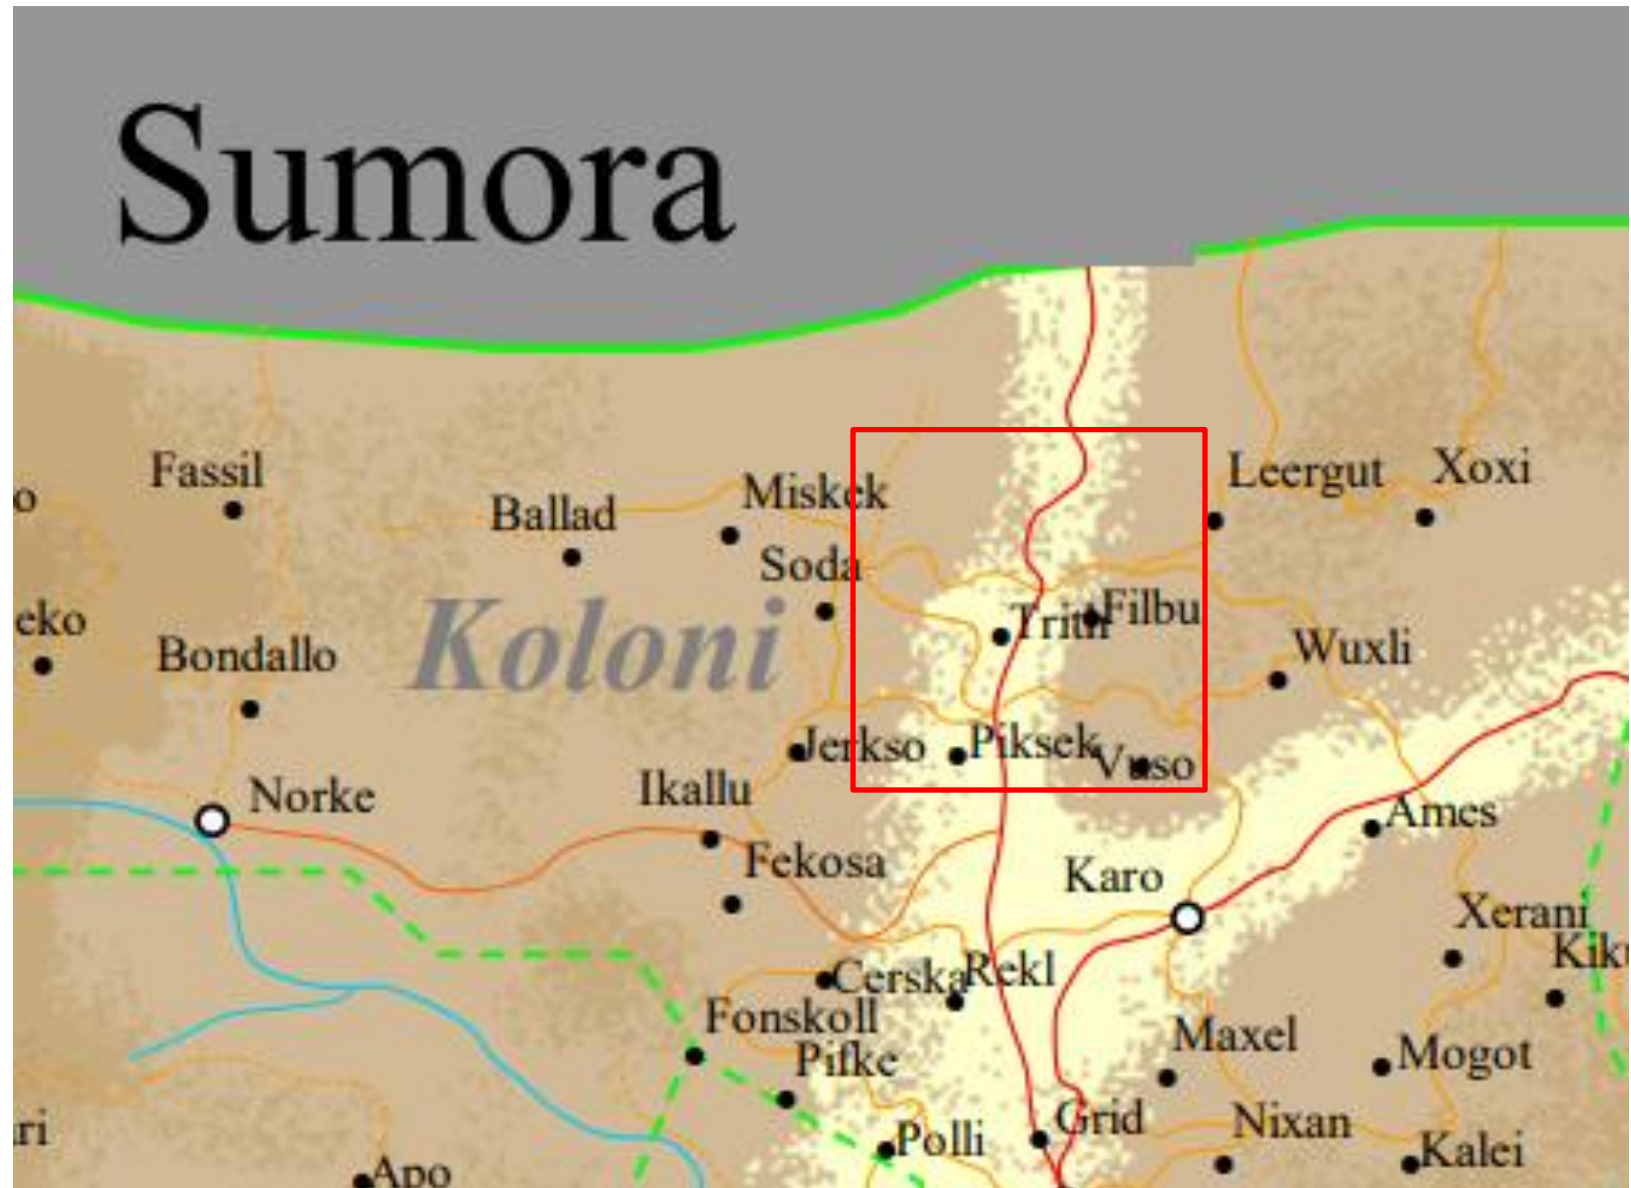 Sumora
Fassil
Ballad
Miskek
Leergut
Xoxi
o
Soda
eko
Bondallo
Koloni
Trith
Filbu
Wuxli
Norke
Ikallu
Jerkso
Piksek
Vuso
Ames
Fekosa
Karo
Xerani
Cerska
Rekl
Fonskoll
Pifke
Maxel
Mogot
Polli
Grid
Nixan
Kalei
Apo